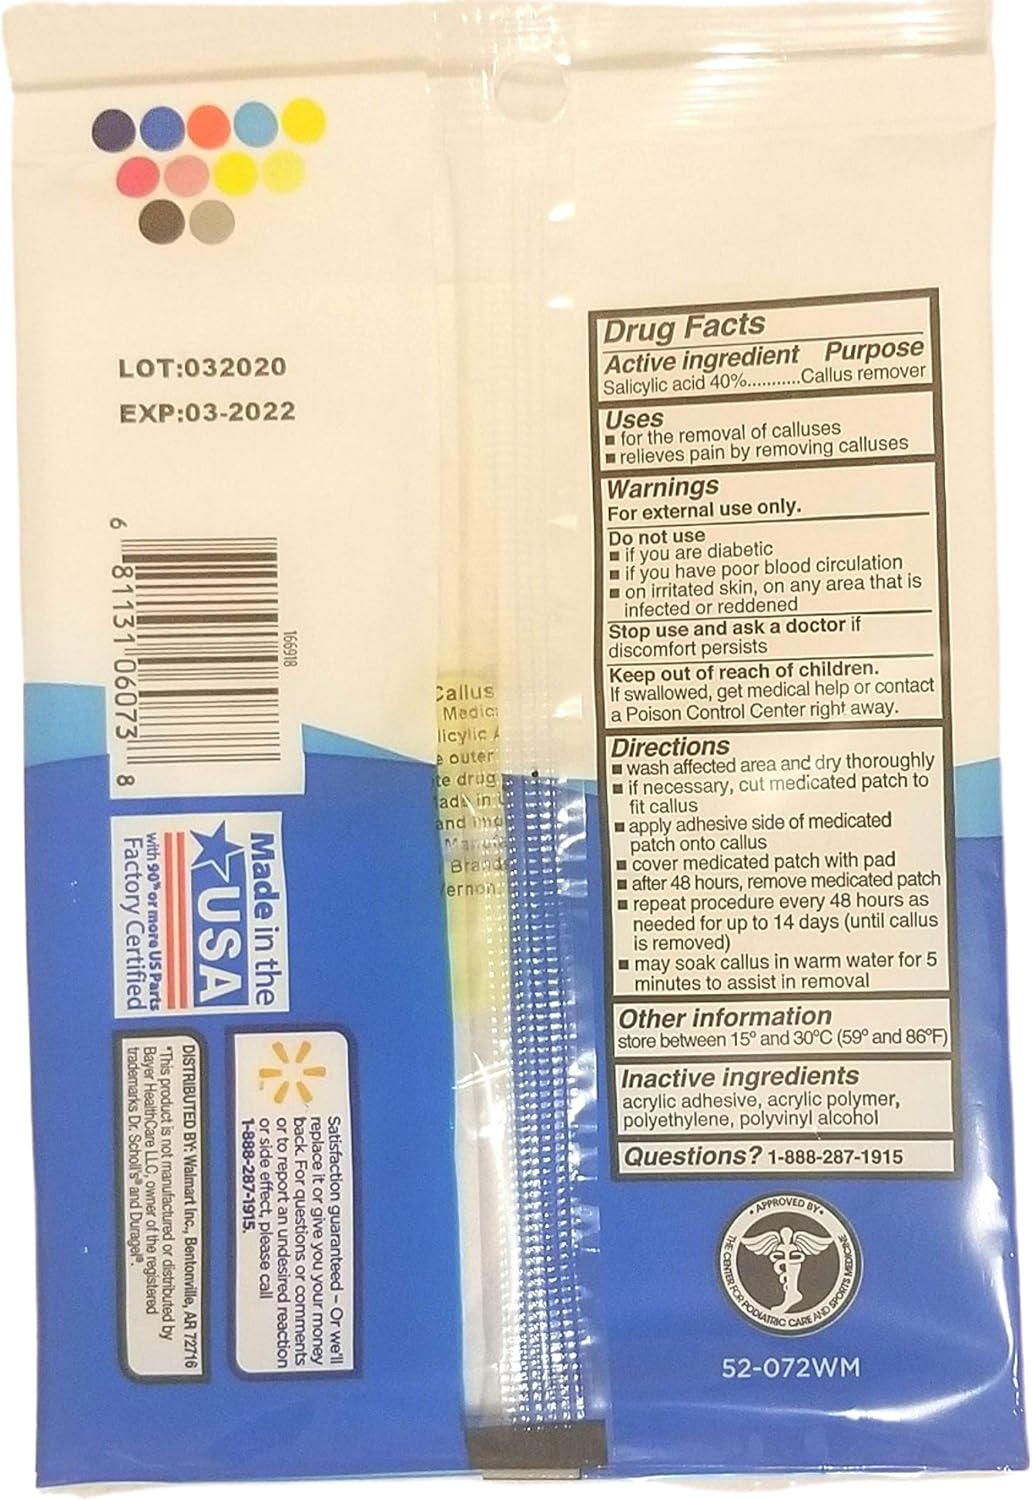 LOT:032020
EXP:03-2022
6
81131 06073
8
166918
Made in the
USA
with 90% or more US Parts
Factory Certified
DISTRIBUTED BY: Walmart Inc., Bentonville, AR 72716
*This product is not manufactured or distributed by
Bayer HealthCare LLC, owner of the registered
trademarks Dr. Scholl's® and Duragel®.
Satisfaction guaranteed – Or we'll
replace it or give you your money
back. For questions or comments
or to report an undesired reaction
or side effect, please call
1-888-287-1915.
Callus
licylic
outer
te drug
and
Brands
Vernon
Drug Facts
Active ingredient Purpose
Salicylic acid 40%...........Callus remover
Uses
■ for the removal of calluses
■ relieves pain by removing calluses
Warnings
For external use only.
Do not use
■ if you are diabetic
■ if you have poor blood circulation
■ on irritated skin, on any area that is
infected or reddened
Stop use and ask a doctor if
discomfort persists
Keep out of reach of children.
If swallowed, get medical help or contact
a Poison Control Center right away.
Directions
■ wash affected area and dry thoroughly
■ if necessary, cut medicated patch to
fit callus
■ apply adhesive side of medicated
patch onto callus
■ cover medicated patch with pad
■ after 48 hours, remove medicated patch
■ repeat procedure every 48 hours as
needed for up to 14 days (until callus
is removed)
■ may soak callus in warm water for 5
minutes to assist in removal
Other information
store between 15º and 30ºC (59º and 86ºF)
Inactive ingredients
acrylic adhesive, acrylic polymer,
polyethylene, polyvinyl alcohol
Questions? 1-888-287-1915
• APPROVED BY •
THE CENTER FOR PODIATRIC CARE AND SPORTS MEDICINE
52-072WM